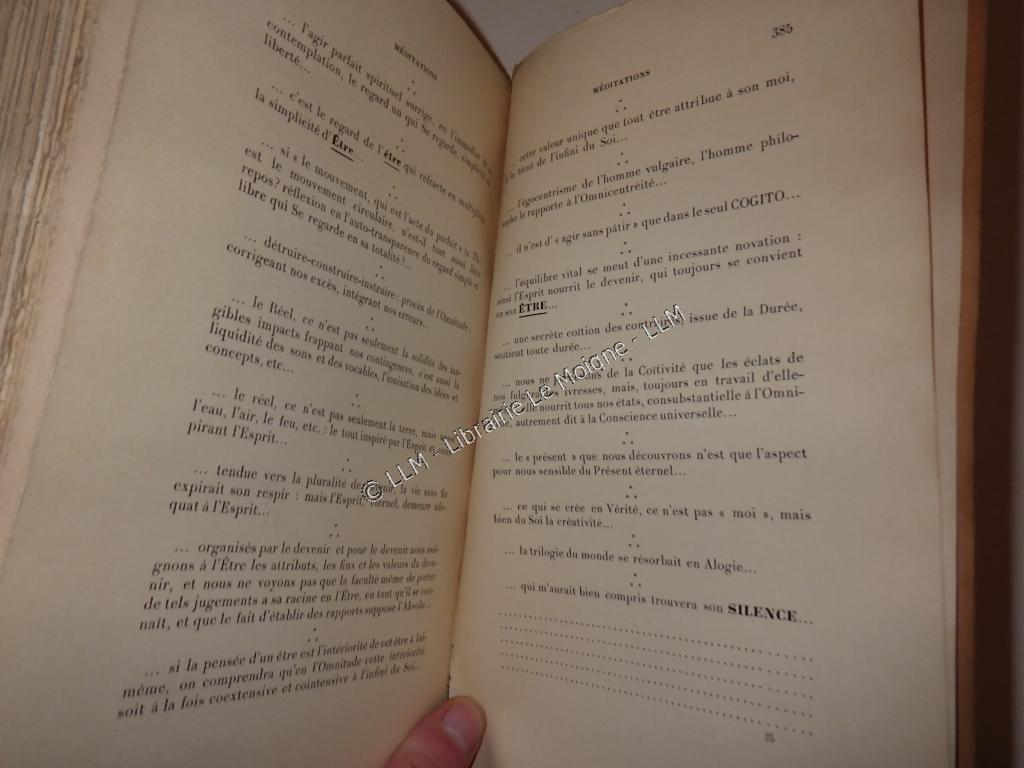 MÉDITATIONS
... l'agir parfait spirituel surgit, en l'immédiat de
contemplation, le regard un qui Se regarde, simplicité et
liberté...
... c'est le regard de l'être qui réfracte en multiplicité
la simplicité d'Être...
... si « le mouvement, qui est l'acte du parfait » (s. Th.)
est le mouvement circulaire, n'est-il tout aussi bien
repos? réflexion en l'auto-transparence du regard simple et
libre qui Se regarde en sa totalité?...
... détruire-construire-instruire : procès de l'Omnitude :
corrigeant nos excès, intégrant nos erreurs...
... le Réel, ce n'est pas seulement la solidité des tan-
gibles impacts frappant nos contingences, c'est aussi la
liquidité des sons et des vocables, l'ionisation des idées et
concepts, etc...
... le réel, ce n'est pas seulement la terre, mais
l'eau, l'air, le feu, etc. : le tout inspiré par l'Esprit et
pirant l'Esprit...
... tendue vers la pluralité de la vie sans fin
expirait son respir : mais l'Esprit, éternel, demeure adé-
quat à l'Esprit...
... organisés par le devenir et pour le devenir nous assi-
gnons à l'Être les attributs, les fins et les valeurs du deve-
nir, et nous ne voyons pas que la faculté même de porter
de tels jugements a sa racine en l'Être, en tant qu'il se con-
naît, et que le fait d'établir des rapports suppose l'Absolu...
... si la pensée d'un être est l'intériorité de cet être à lui-
même, on comprendra qu'en l'Omnitude cette intériorité
soit à la fois coextensive et cointensive à l'infini du Soi...
385
MÉDITATIONS
... cette valeur unique que tout être attribue à son moi,
il la tient de l'infini du Soi...
... l'égocentrisme de l'homme vulgaire, l'homme philo-
sophe le rapporte à l'Omnicentréité...
... il n'est d' « agir sans pâtir » que dans le seul COGITO...
... l'équilibre vital se meut d'une incessante novation :
ainsi l'Esprit nourrit le devenir, qui toujours se convient
en son ÊTRE...
... une secrète coïtion des contraires, issue de la Durée,
soutient toute durée...
... nous ne de la Coïtivité que les éclats de
nos ivresses, mais, toujours en travail d'elle-
nourrit tous nos états, consubstantielle à l'Omni-
autrement dit à la Conscience universelle...
... le « présent » que nous découvrons n'est que l'aspect
pour nous sensible du Présent éternel...
... ce qui se crée en Vérité, ce n'est pas « moi », mais
bien du Soi la créativité...
... la trilogie du monde se résorbait en Alogie...
... qui m'aurait bien compris trouvera son SILENCE...
25
© LLM - Librairie Le Moigne - LLM